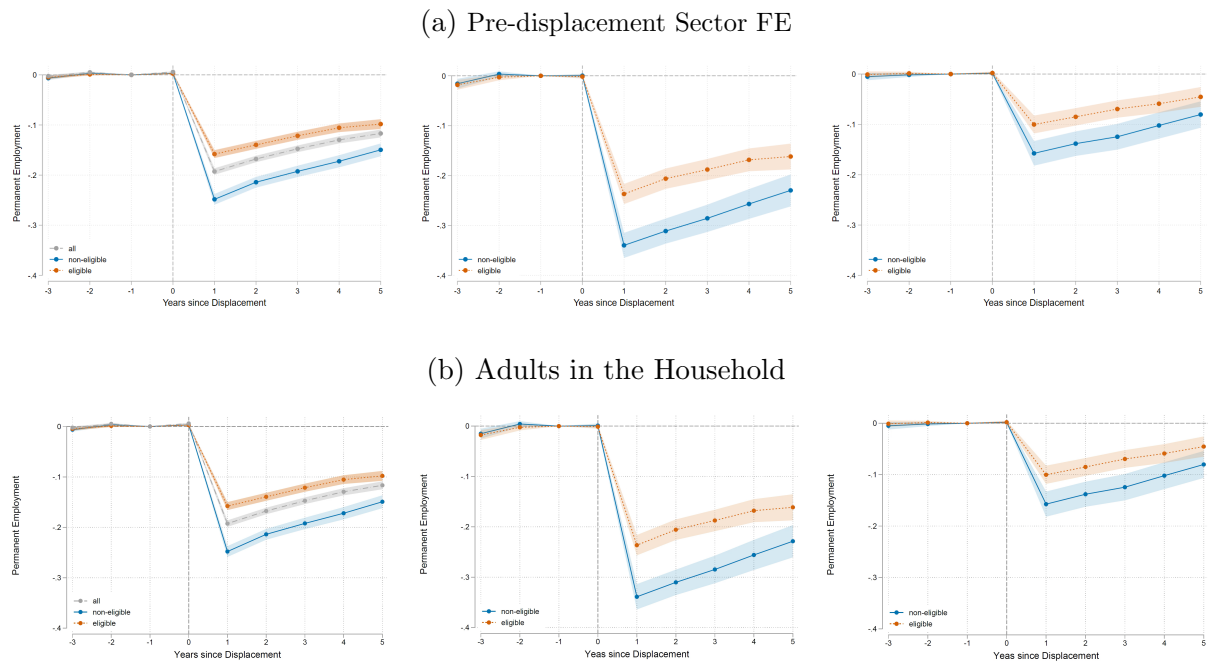 (a) Pre-displacement Sector FE
Permanent Employment
0
-.1
-.2
-.3
-.4
all
non-eligible
eligible
-3 -2 -1 0 1 2 3 4 5
Years since Displacement
Permanent Employment
0
-.1
-.2
-.3
-.4
non-eligible
eligible
-3 -2 -1 0 1 2 3 4 5
Yeas since Displacement
Permanent Employment
0
-.1
-.2
-.3
-.4
non-eligible
eligible
-3 -2 -1 0 1 2 3 4 5
Yeas since Displacement
(b) Adults in the Household
Permanent Employment
0
-.1
-.2
-.3
-.4
all
non-eligible
eligible
-3 -2 -1 0 1 2 3 4 5
Years since Displacement
Permanent Employment
0
-.1
-.2
-.3
-.4
non-eligible
eligible
-3 -2 -1 0 1 2 3 4 5
Yeas since Displacement
Permanent Employment
0
-.1
-.2
-.3
-.4
non-eligible
eligible
-3 -2 -1 0 1 2 3 4 5
Yeas since Displacement